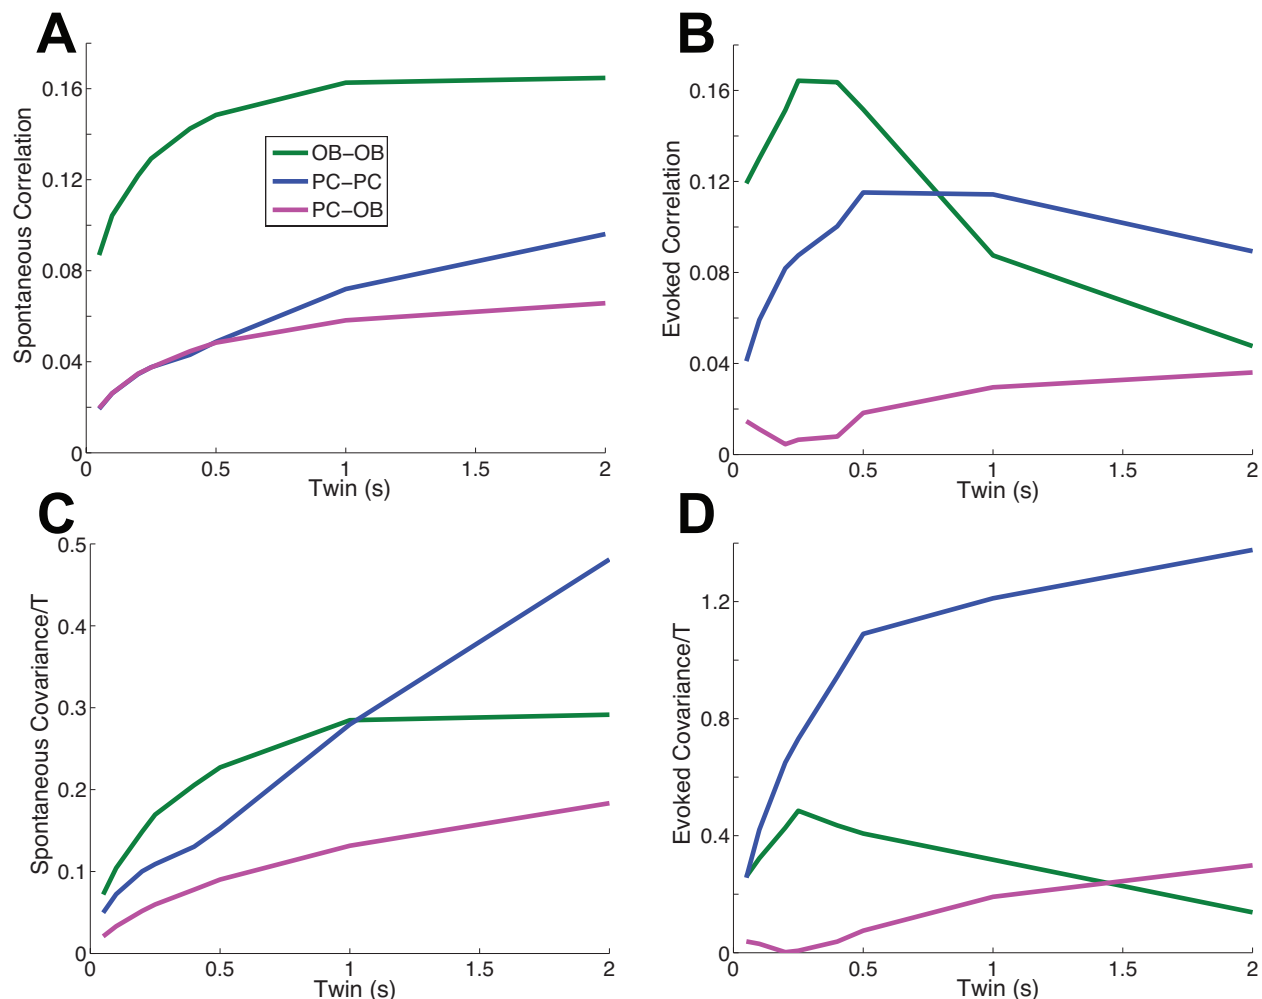 A
Spontaneous Correlation
0.16
0.12
0.08
0.04
0
0
0.5
1
1.5
2
Twin (s)
OB–OB
PC–PC
PC–OB
B
Evoked Correlation
0.16
0.12
0.08
0.04
0
0
0.5
1
1.5
2
Twin (s)
C
Spontaneous Covariance/T
0.5
0.4
0.3
0.2
0.1
0
0
0.5
1
1.5
2
Twin (s)
D
Evoked Covariance/T
1.2
0.8
0.4
0
0
0.5
1
1.5
2
Twin (s)